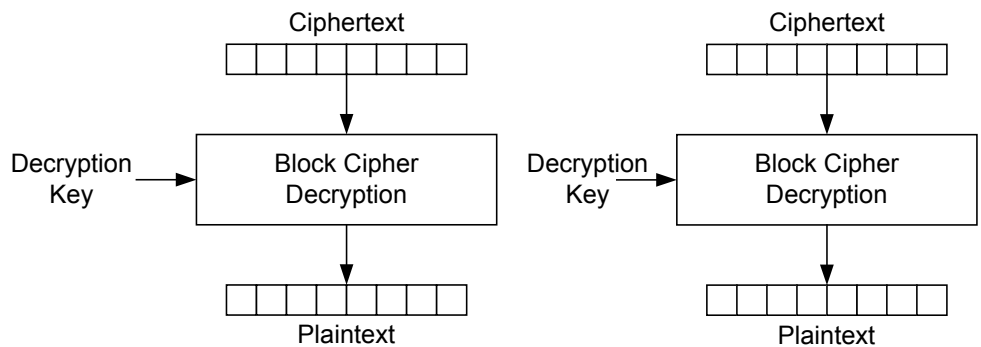 Ciphertext Ciphertext
Decryption Key
Block Cipher
Decryption
Decryption Key
Block Cipher
Decryption
Plaintext Plaintext